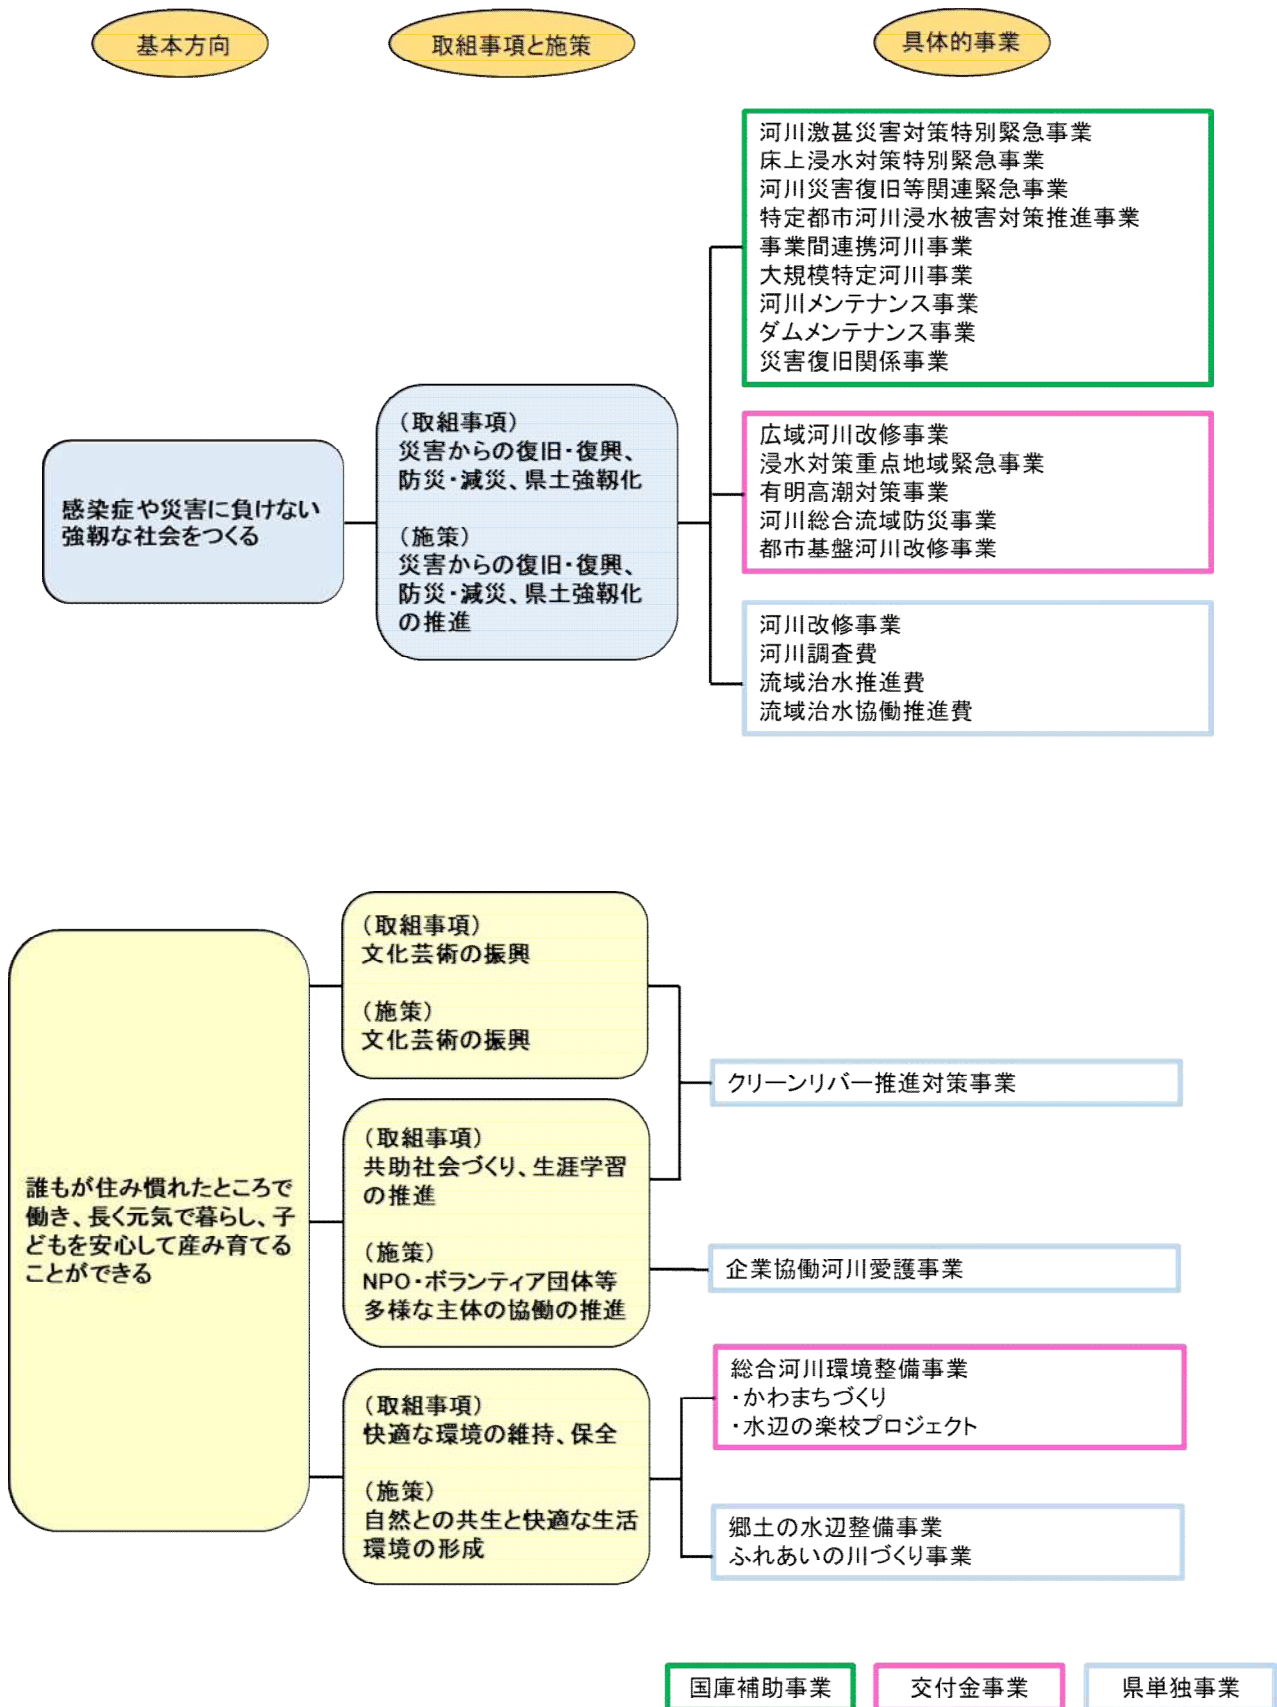 基本方向
取組事項と施策
具体的事業
河川激甚災害対策特別緊急事業
床上浸水対策特別緊急事業
河川災害復旧等関連緊急事業
特定都市河川浸水被害対策推進事業
事業間連携河川事業
大規模特定河川事業
河川メンテナンス事業
ダムメンテナンス事業
災害復旧関係事業
感染症や災害に負けない
強靱な社会をつくる
（取組事項）
災害からの復旧・復興、
防災・減災、県土強靱化
（施策）
災害からの復旧・復興、
防災・減災、県土強靱化
の推進
広域河川改修事業
浸水対策重点地域緊急事業
有明高潮対策事業
河川総合流域防災事業
都市基盤河川改修事業
河川改修事業
河川調査費
流域治水推進費
流域治水協働推進費
誰もが住み慣れたところで
働き、長く元気で暮らし、子
どもを安心して産み育てる
ことができる
（取組事項）
文化芸術の振興
（施策）
文化芸術の振興
（取組事項）
共助社会づくり、生涯学習
の推進
（施策）
NPO・ボランティア団体等
多様な主体の協働の推進
（取組事項）
快適な環境の維持、保全
（施策）
自然との共生と快適な生活
環境の形成
クリーンリバー推進対策事業
企業協働河川愛護事業
総合河川環境整備事業
・かわまちづくり
・水辺の楽校プロジェクト
郷土の水辺整備事業
ふれあいの川づくり事業
国庫補助事業
交付金事業
県単独事業